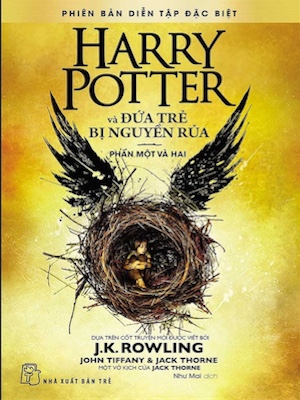 PHIÊN BẢN DIỄN TẬP ĐẶC BIỆT
HARRY
POTTER
và ĐỨA TRẺ
BỊ NGUYỀN RỦA
PHẦN MỘT VÀ HAI
DỰA TRÊN CỐT TRUYỆN MỚI ĐƯỢC VIẾT BỞI
J.K. ROWLING
JOHN TIFFANY & JACK THORNE
MỘT VỞ KỊCH CỦA JACK THORNE
Như Mai dịch
NHÀ XUẤT BẢN TRẺ